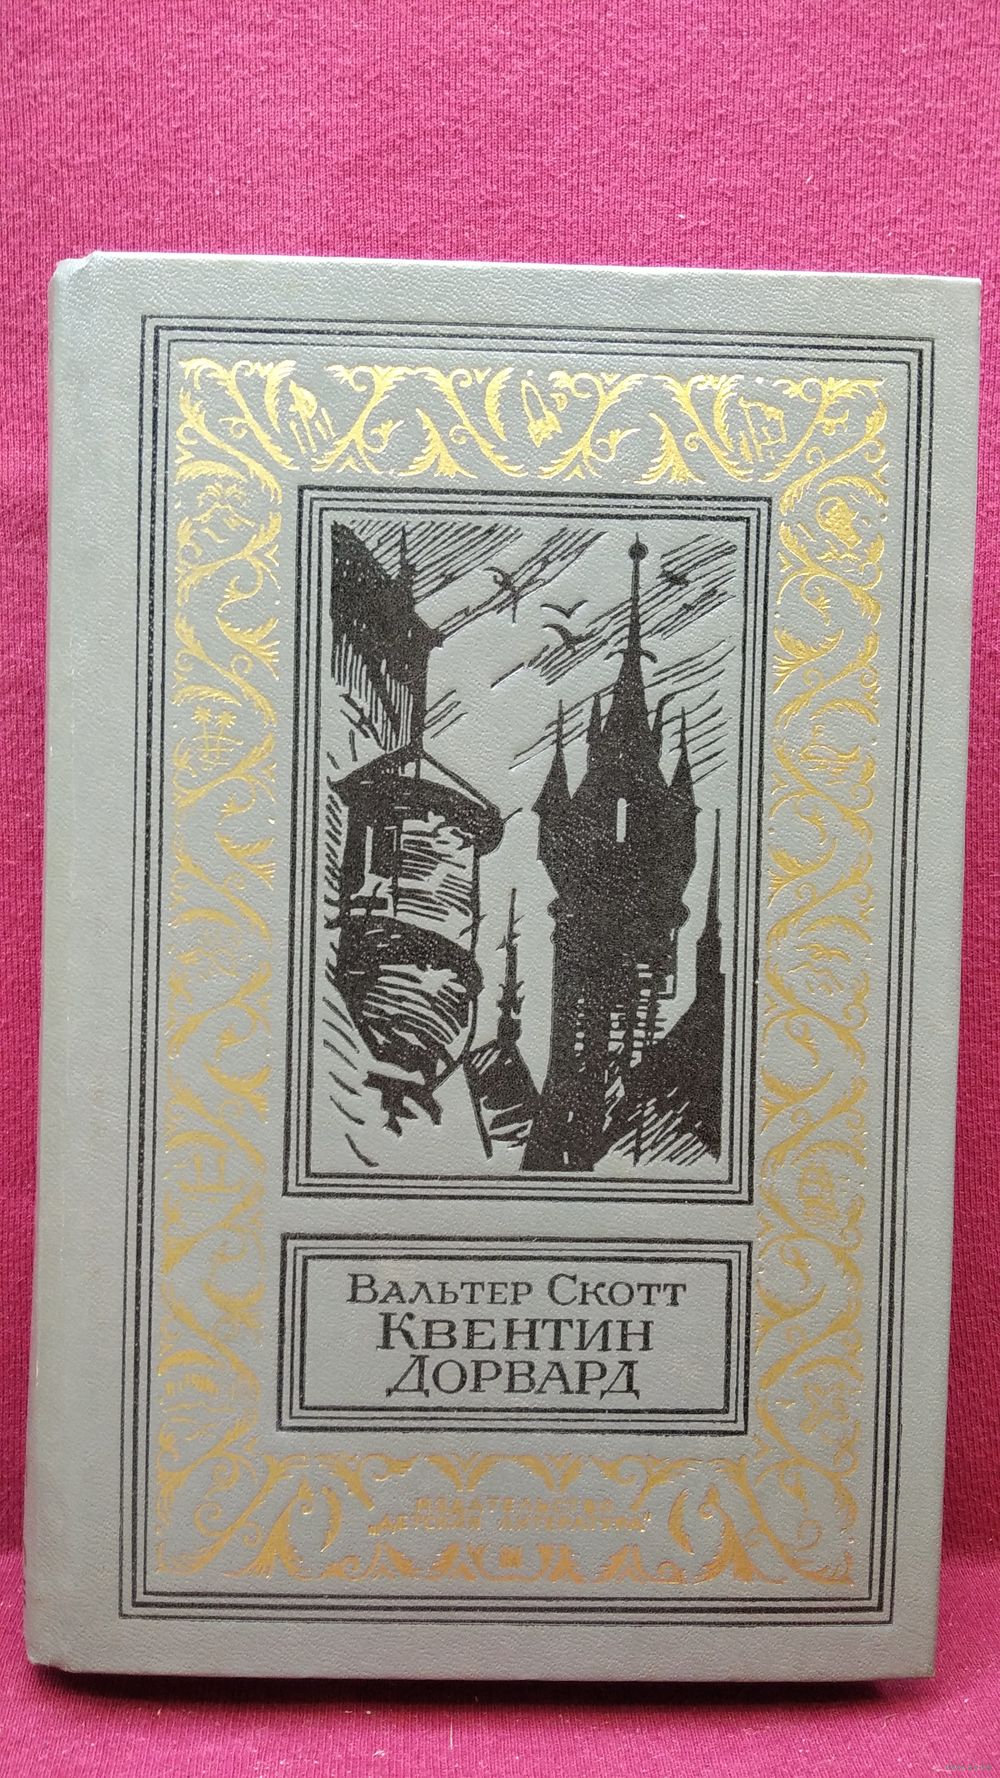 Вальтер Скотт
Квентин
Дорвард
ИЗДАТЕЛЬСТВО
„ДЕТСКАЯ ЛИТЕРАТУРА“